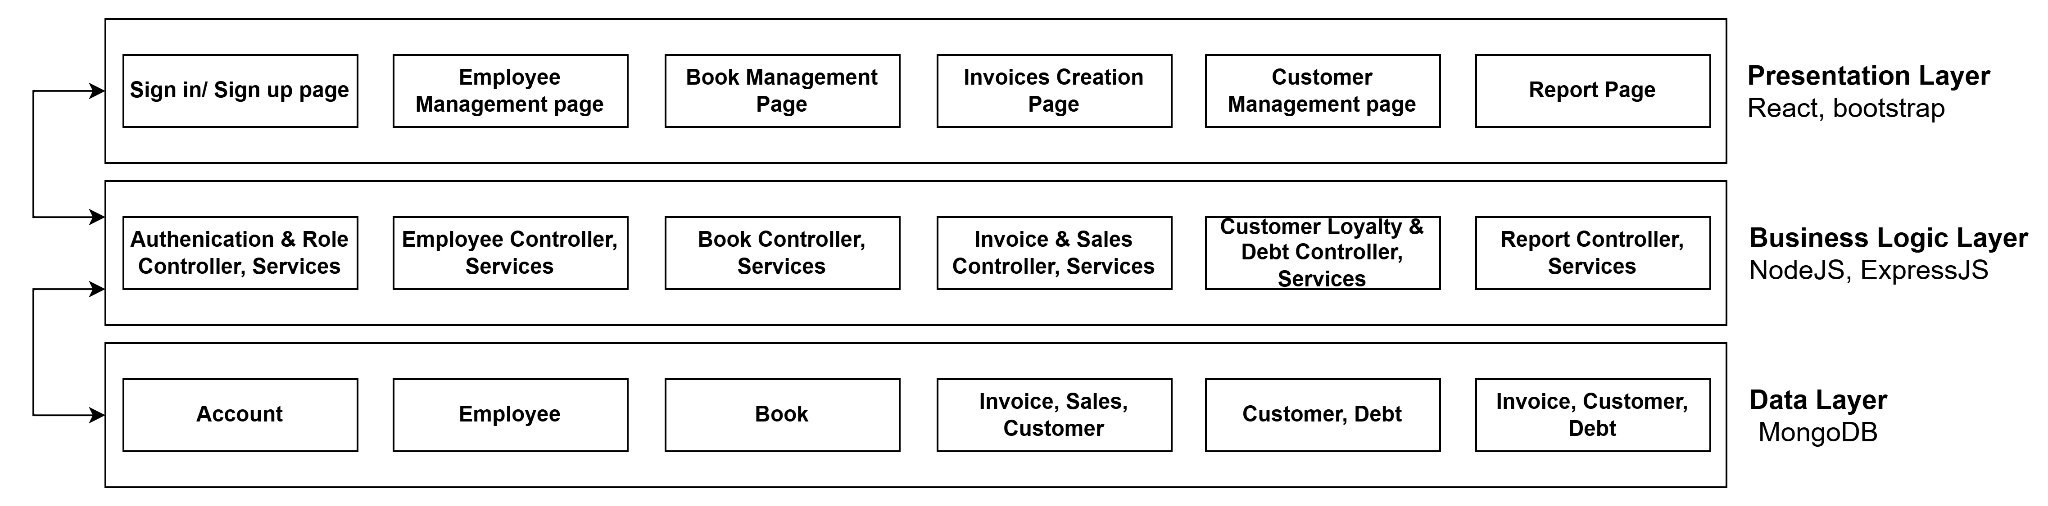 Sign in/ Sign up page
Employee
Management page
Book Management
Page
Invoices Creation
Page
Customer
Management page
Report Page
Presentation Layer
React, bootstrap
Authenication & Role
Controller, Services
Employee Controller,
Services
Book Controller,
Services
Invoice & Sales
Controller, Services
Customer Loyalty &
Debt Controller,
Services
Report Controller,
Services
Business Logic Layer
NodeJS, ExpressJS
Account
Employee
Book
Invoice, Sales,
Customer
Customer, Debt
Invoice, Customer,
Debt
Data Layer
MongoDB